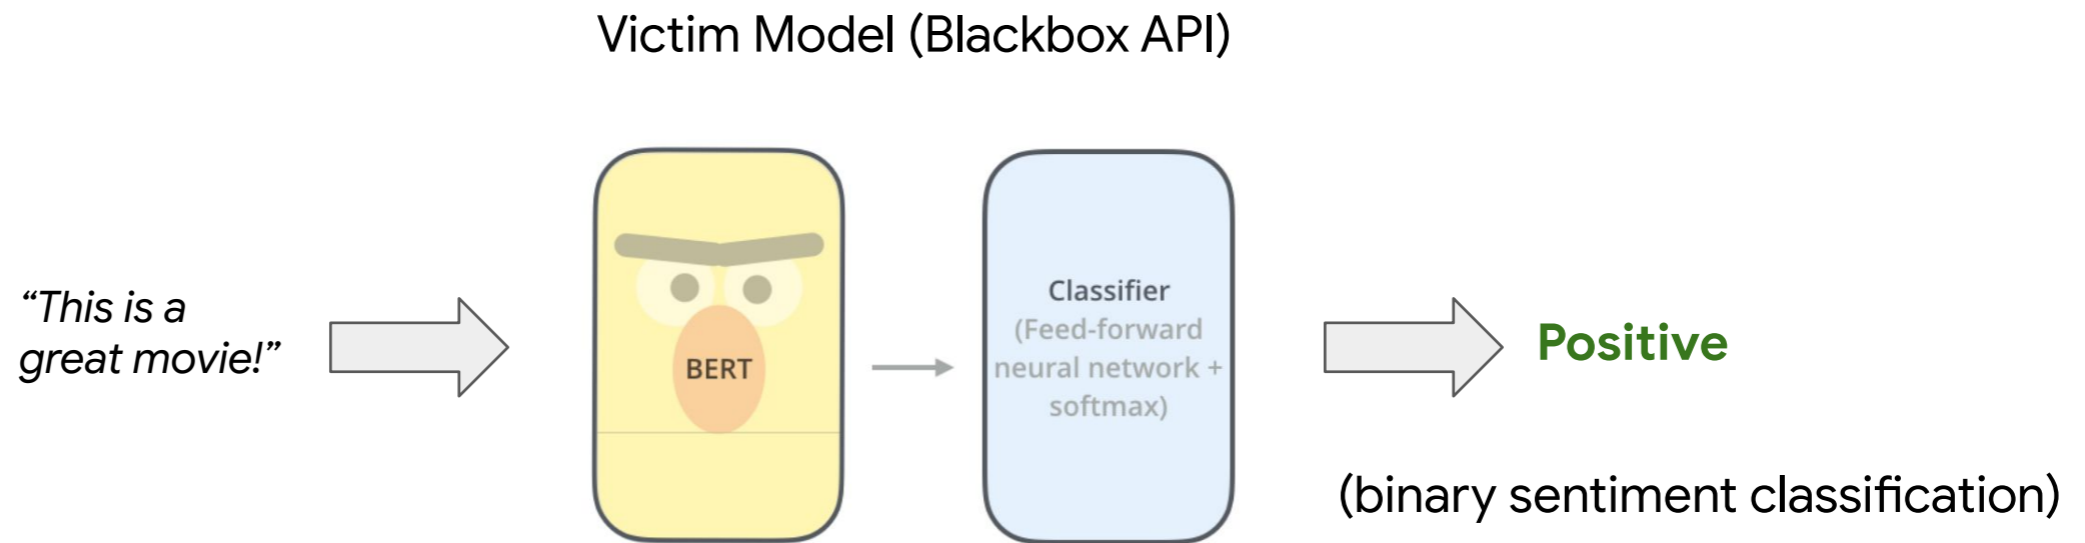 Victim Model (Blackbox API)
“This is a
great movie!”
BERT
Classifier
(Feed-forward
neural network +
softmax)
Positive
(binary sentiment classification)